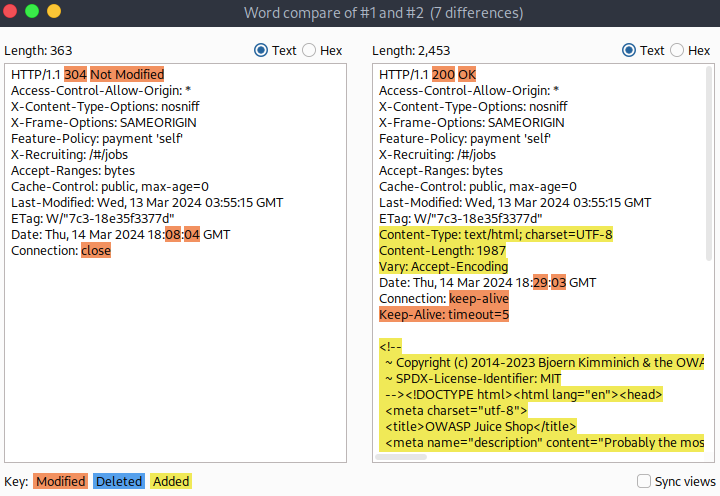 Word compare of #1 and #2 (7 differences)
Length: 363
Text
Hex
HTTP/1.1 304 Not Modified
Access-Control-Allow-Origin: *
X-Content-Type-Options: nosniff
X-Frame-Options: SAMEORIGIN
Feature-Policy: payment 'self'
X-Recruiting: /#/jobs
Accept-Ranges: bytes
Cache-Control: public, max-age=0
Last-Modified: Wed, 13 Mar 2024 03:55:15 GMT
ETag: W/"7c3-18e35f3377d"
Date: Thu, 14 Mar 2024 18:08:04 GMT
Connection: close
Length: 2,453
Text
Hex
HTTP/1.1 200 OK
Access-Control-Allow-Origin: *
X-Content-Type-Options: nosniff
X-Frame-Options: SAMEORIGIN
Feature-Policy: payment 'self'
X-Recruiting: /#/jobs
Accept-Ranges: bytes
Cache-Control: public, max-age=0
Last-Modified: Wed, 13 Mar 2024 03:55:15 GMT
ETag: W/"7c3-18e35f3377d"
Content-Type: text/html; charset=UTF-8
Content-Length: 1987
Vary: Accept-Encoding
Date: Thu, 14 Mar 2024 18:29:03 GMT
Connection: keep-alive
Keep-Alive: timeout=5
<!--
~ Copyright (c) 2014-2023 Bjoern Kimminich & the OWA
~ SPDX-License-Identifier: MIT
--><!DOCTYPE html><html lang="en"><head>
<meta charset="utf-8">
<title>OWASP Juice Shop</title>
<meta name="description" content="Probably the mos
Key: Modified Deleted Added
Sync views